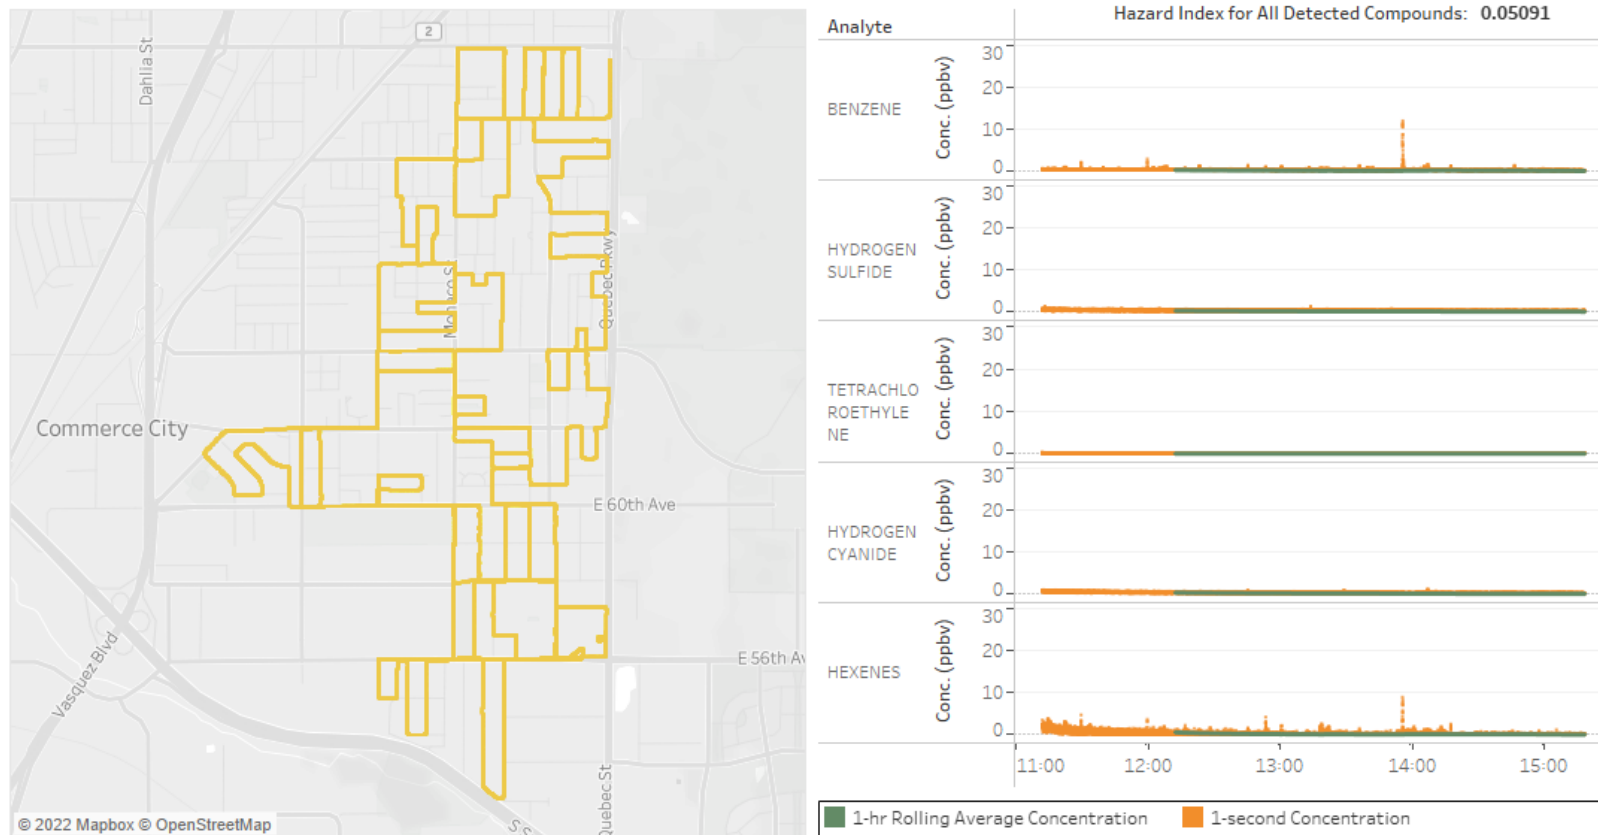 2
Dahlia St
Monaco St
Quebec Pkwy
Commerce City
E 60th Ave
E 56th Av
Vasquez Blvd
Quebec St
S S
© 2022 Mapbox © OpenStreetMap
Hazard Index for All Detected Compounds: 0.05091
Analyte
BENZENE
Conc. (ppbv)
30
20
10
0
HYDROGEN
SULFIDE
Conc. (ppbv)
30
20
10
0
TETRACHLO
ROETHYLE
NE
Conc. (ppbv)
30
20
10
0
HYDROGEN
CYANIDE
Conc. (ppbv)
30
20
10
0
HEXENES
Conc. (ppbv)
30
20
10
0
11:00 12:00 13:00 14:00 15:00
1-hr Rolling Average Concentration 1-second Concentration